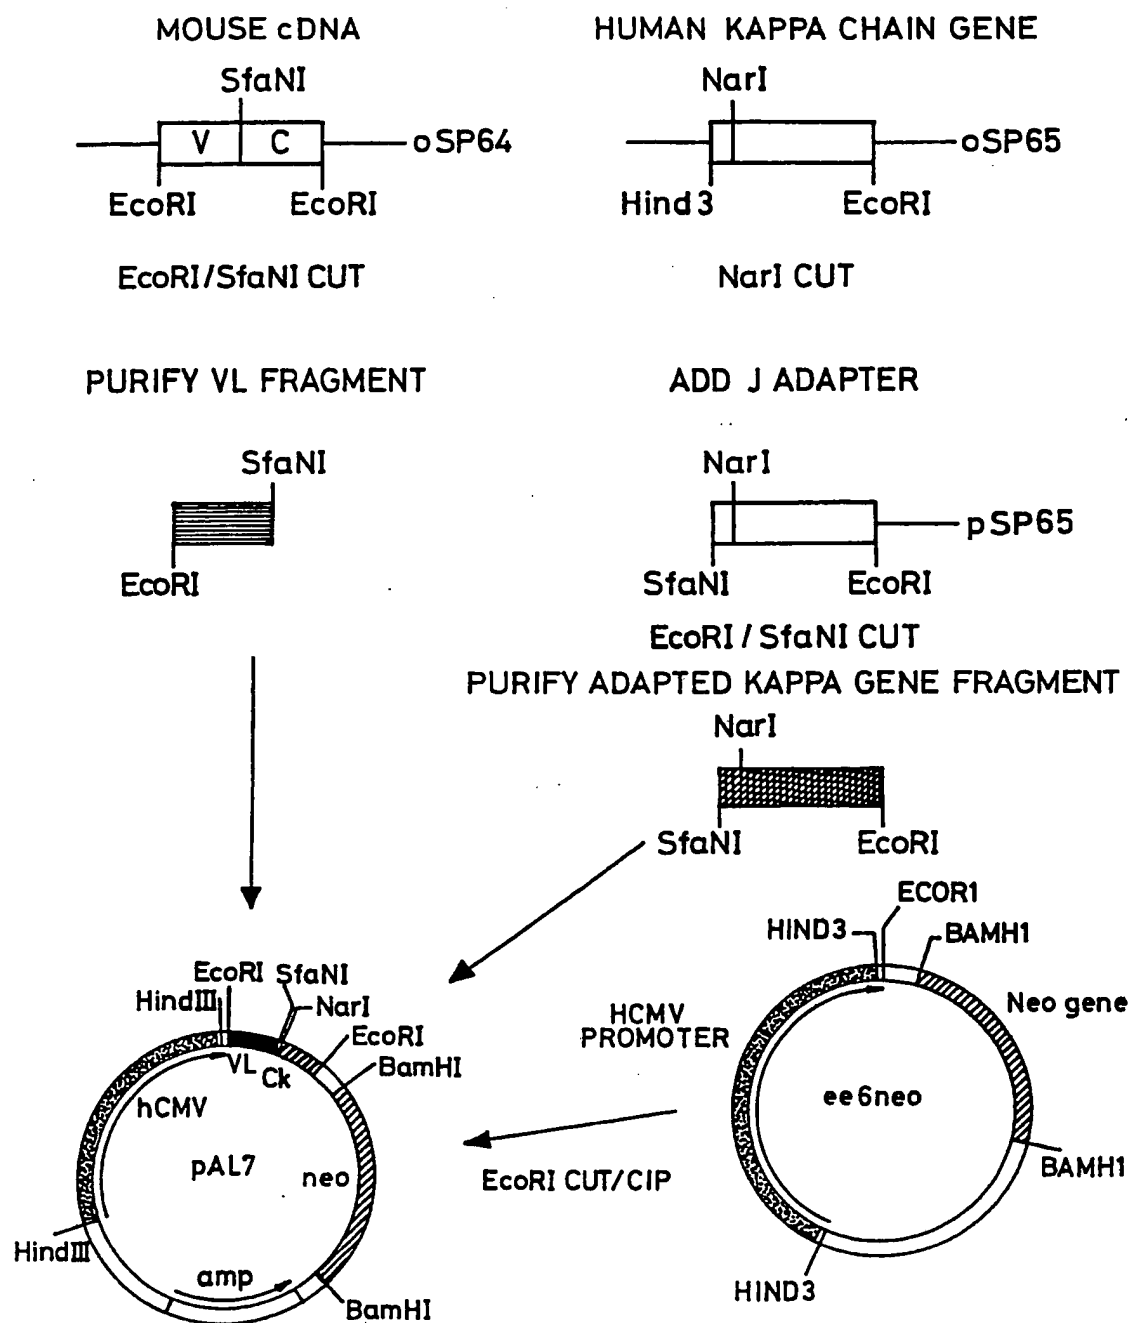 MOUSE cDNA
HUMAN KAPPA CHAIN GENE
SfaNI
NarI
V
C
oSP64
oSP65
EcoRI
EcoRI
Hind3
EcoRI
EcoRI/SfaNI CUT
NarI CUT
PURIFY VL FRAGMENT
ADD J ADAPTER
SfaNI
NarI
pSP65
EcoRI
SfaNI
EcoRI
EcoRI/SfaNI CUT
PURIFY ADAPTED KAPPA GENE FRAGMENT
NarI
SfaNI
EcoRI
ECOR1
HIND3
BAMH1
EcoRI
SfaNI
HindIII
NarI
EcoRI
BamHI
HCMV
PROMOTER
Neo gene
VL
Ck
hCMV
ee6neo
pAL7
neo
EcoRI CUT/CIP
BAMH1
HindIII
amp
BamHI
HIND3